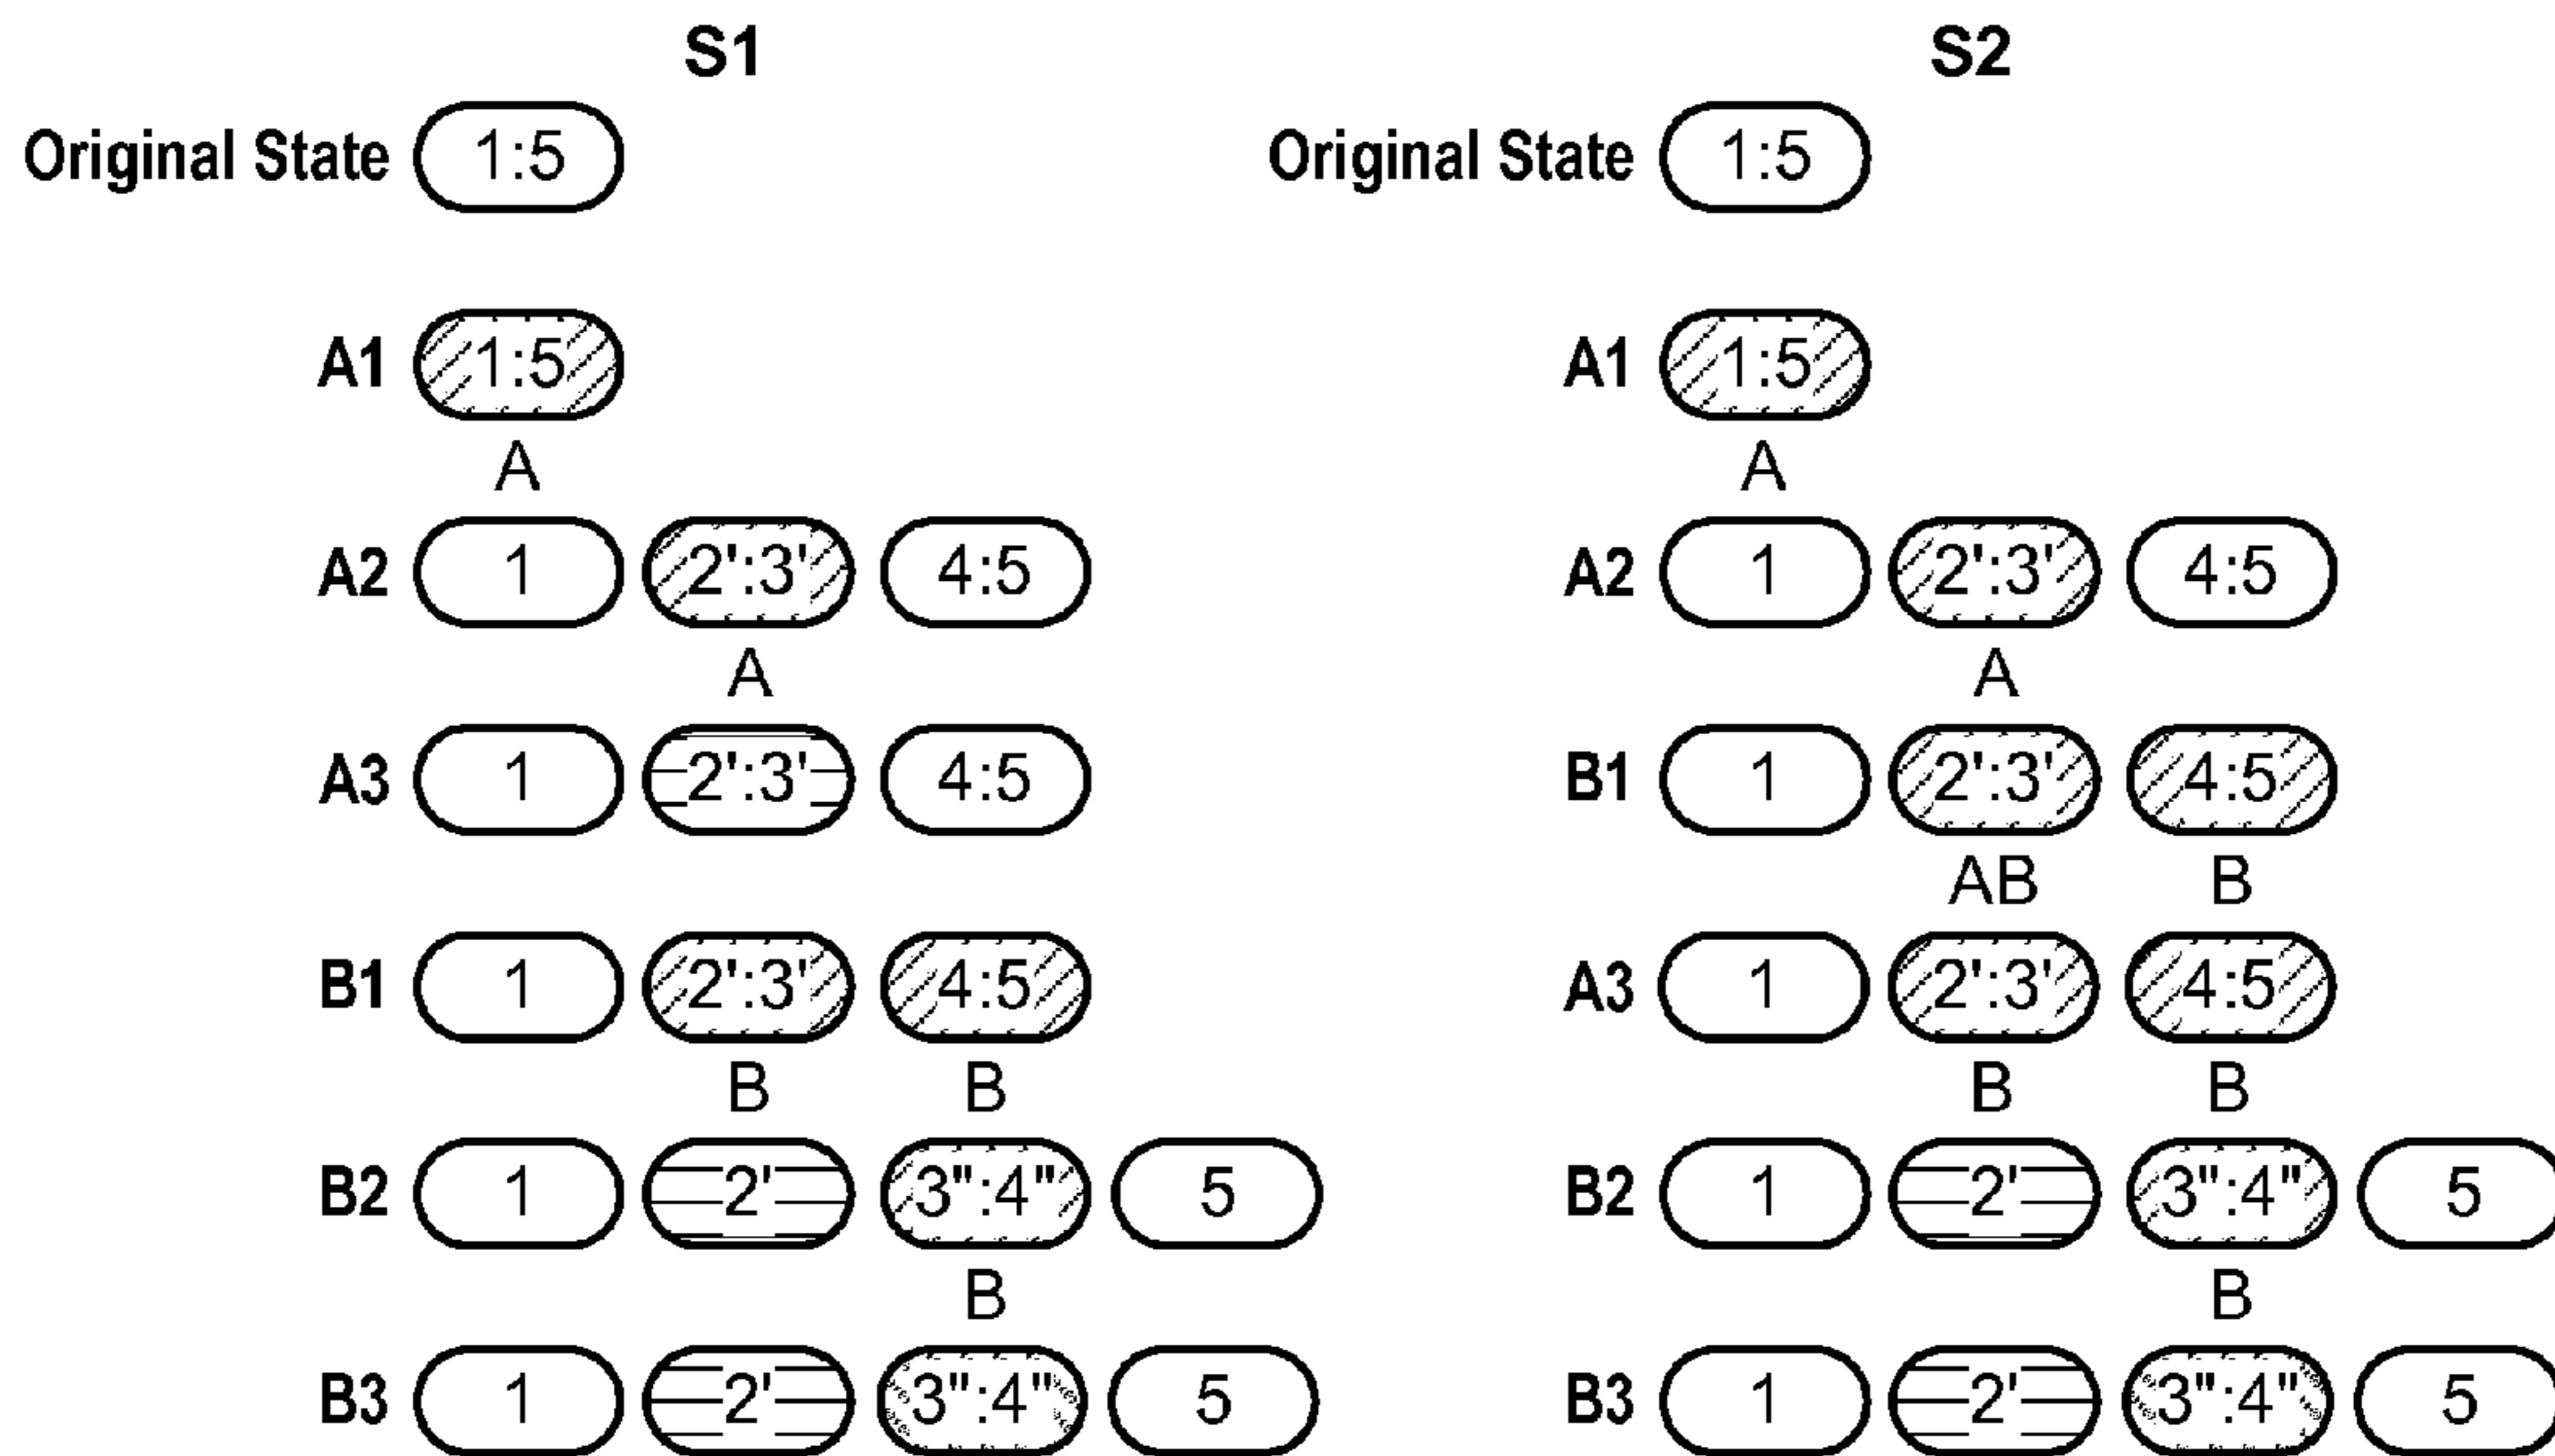 S1
Original State 1:5
A1 1:5
A
A2 1 2':3' 4:5
A
A3 1 2':3' 4:5
B1 1 2':3' 4:5
B B
B2 1 2' 3":4" 5
B
B3 1 2' 3":4" 5
S2
Original State 1:5
A1 1:5
A
A2 1 2':3' 4:5
A
B1 1 2':3' 4:5
AB B
A3 1 2':3' 4:5
B B
B2 1 2' 3":4" 5
B
B3 1 2' 3":4" 5